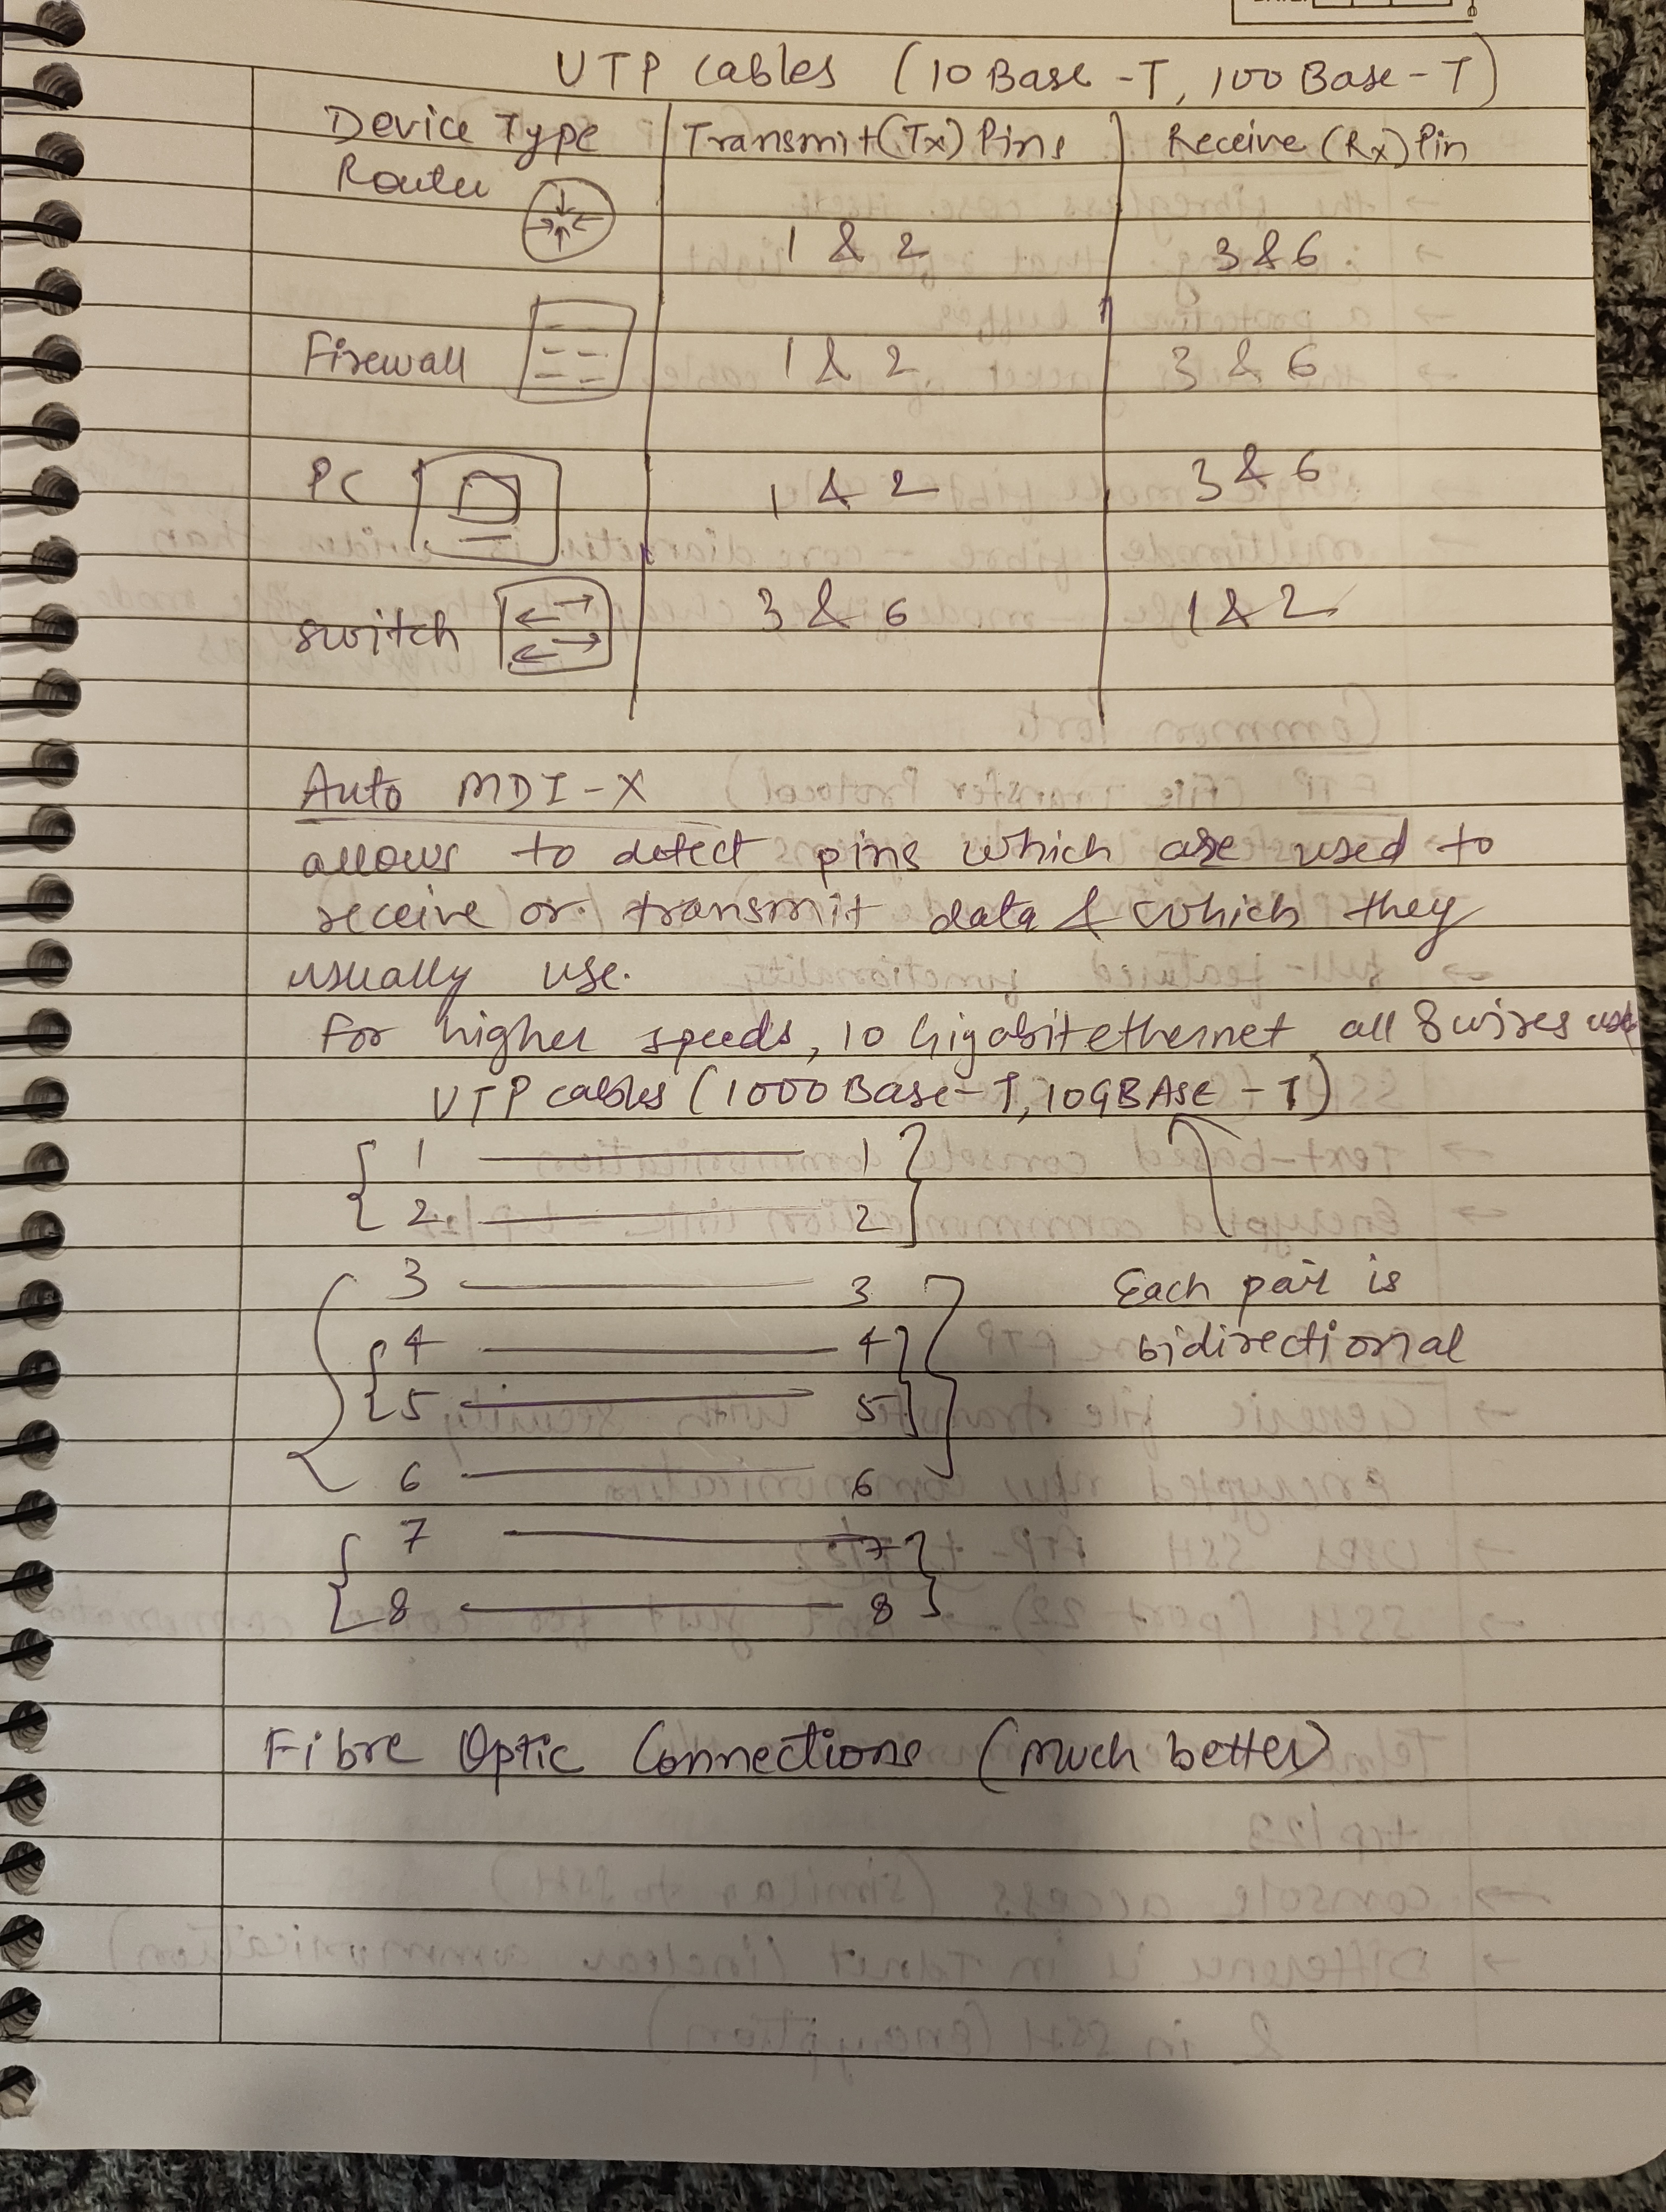 UTP Cables (10 Base-T, 100 Base-T)
Device Type Transmit (Tx) Pins Receive (Rx) Pin
Router
1 & 2 3 & 6
Firewall 1 & 2 3 & 6
PC 1 & 2 3 & 6
switch 3 & 6 1 & 2
Auto MDI-X
allows to detect pins which are used to
receive or transmit data & which they
usually use.
For higher speeds, 10 Gigabit ethernet, all 8 wires use
UTP cables (1000 Base-T, 10GBASE-T)
1 1
2 2
3 3
Each pair is
4 4
bidirectional
5 5
6 6
7 7
8 8
Fibre Optic Connections (Much better)